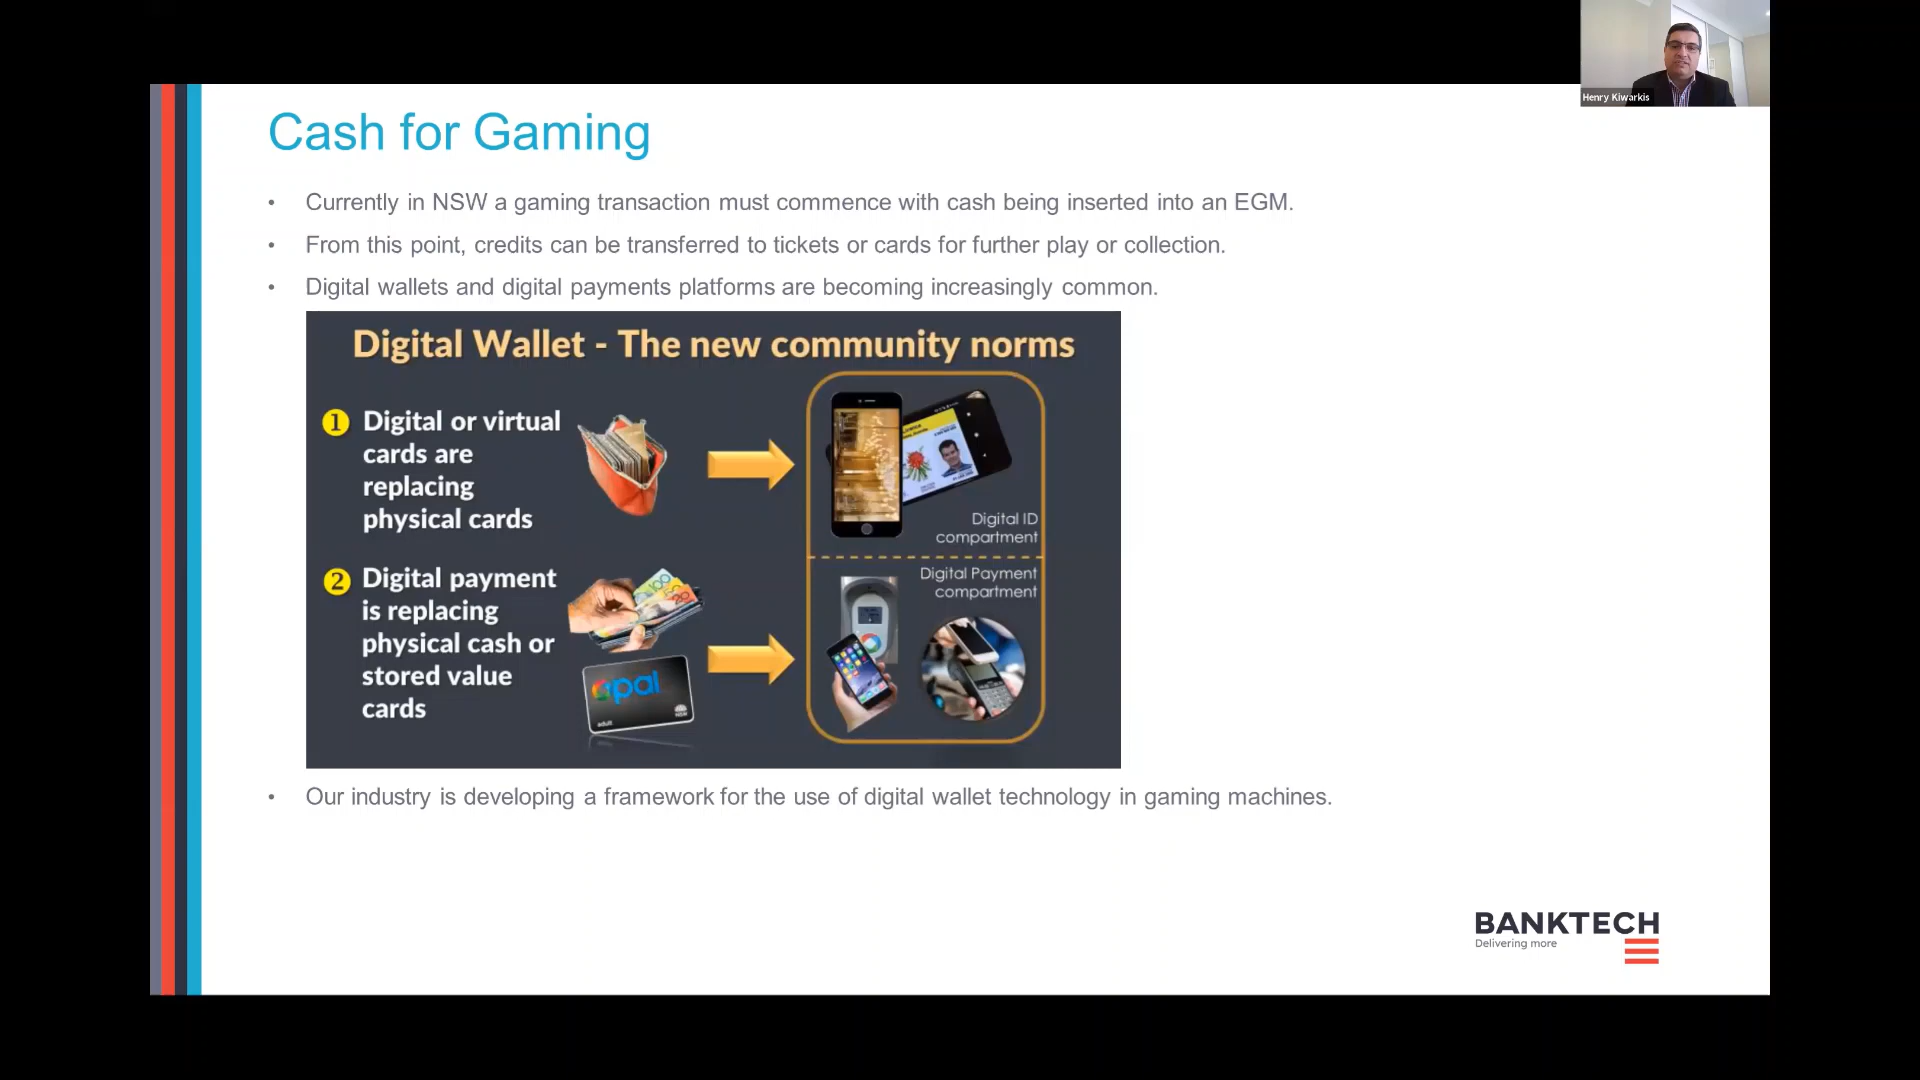 Henry Kiwarkis
Cash for Gaming
• Currently in NSW a gaming transaction must commence with cash being inserted into an EGM.
• From this point, credits can be transferred to tickets or cards for further play or collection.
• Digital wallets and digital payments platforms are becoming increasingly common.
Digital Wallet - The new community norms
1 Digital or virtual
cards are
replacing
physical cards
Digital ID
compartment
2 Digital payment
is replacing
physical cash or
stored value
cards
Digital Payment
compartment
100
20
opal
adult
NSW
• Our industry is developing a framework for the use of digital wallet technology in gaming machines.
BANKTECH
Delivering more